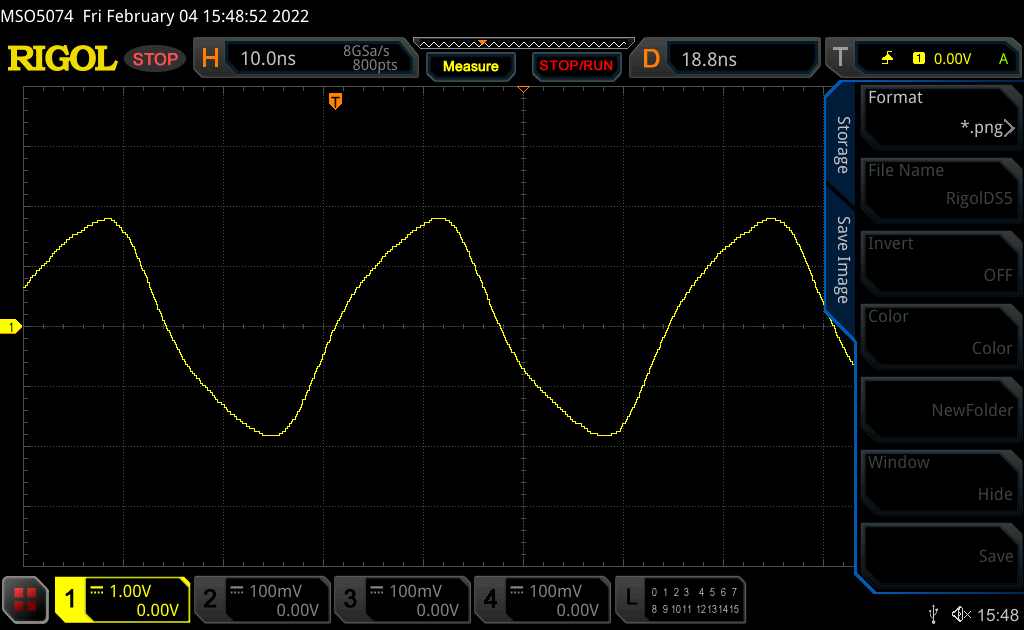 MSO5074 Fri February 04 15:48:52 2022
RIGOL STOP H 10.0ns 8GSa/s 800pts Measure STOP/RUN D 18.8ns T 1 0.00V A
T
Storage
Save Image
Format
*.png
File Name
RigolDS5
Invert
OFF
Color
Color
NewFolder
Window
Hide
Save
1
1 1.00V 0.00V
2 100mV 0.00V
3 100mV 0.00V
4 100mV 0.00V
L 0 1 2 3 4 5 6 7
8 9 10 11 12 13 14 15
15:48